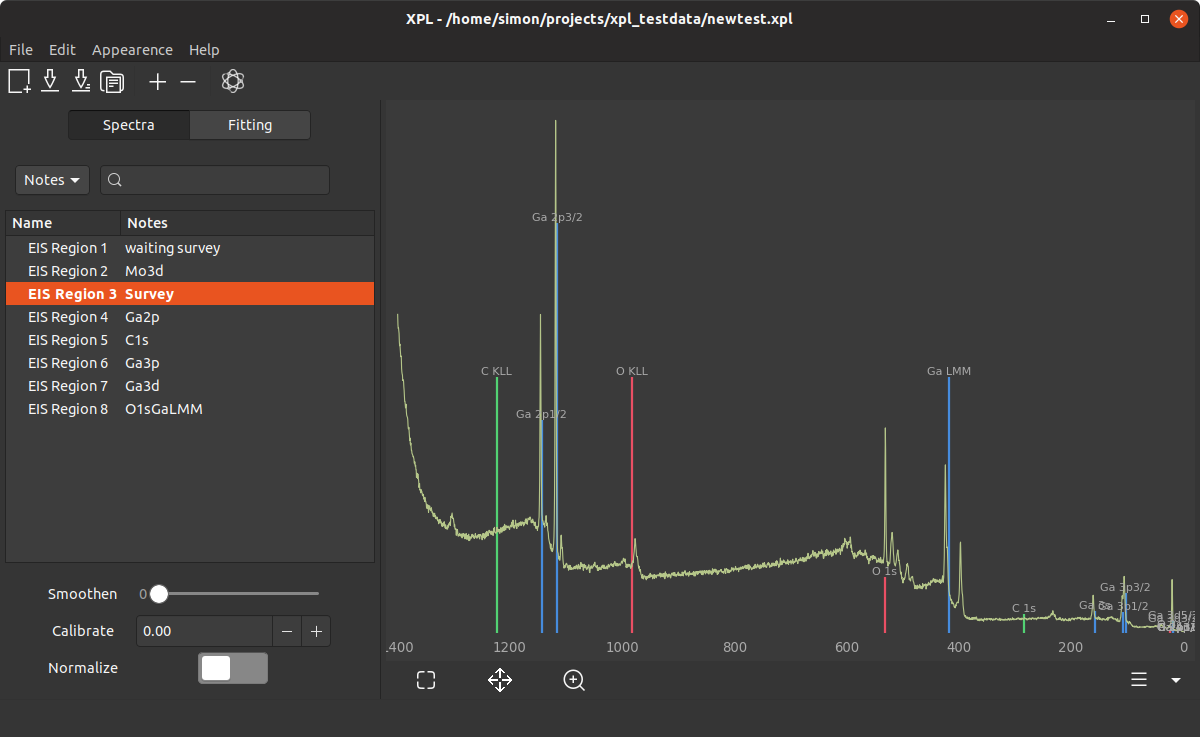 XPL - /home/simon/projects/xpl_testdata/newtest.xpl
File Edit Appearence Help
Spectra Fitting
Notes
Name Notes
EIS Region 1 waiting survey
EIS Region 2 Mo3d
EIS Region 3 Survey
EIS Region 4 Ga2p
EIS Region 5 C1s
EIS Region 6 Ga3p
EIS Region 7 Ga3d
EIS Region 8 O1sGaLMM
Smoothen 0
Calibrate 0.00
Normalize
Ga 2p3/2
C KLL O KLL Ga LMM
Ga 2p1/2
O 1s
Ga 3p3/2
C 1s Ga 3s Ga 3p1/2
Ga 3d5/
.400 1200 1000 800 600 400 200 0